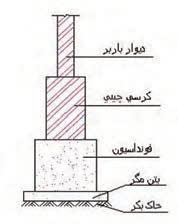 دیوار باربر
کرسی چینی
فونداسیون
بتن مگر
خاک بکر